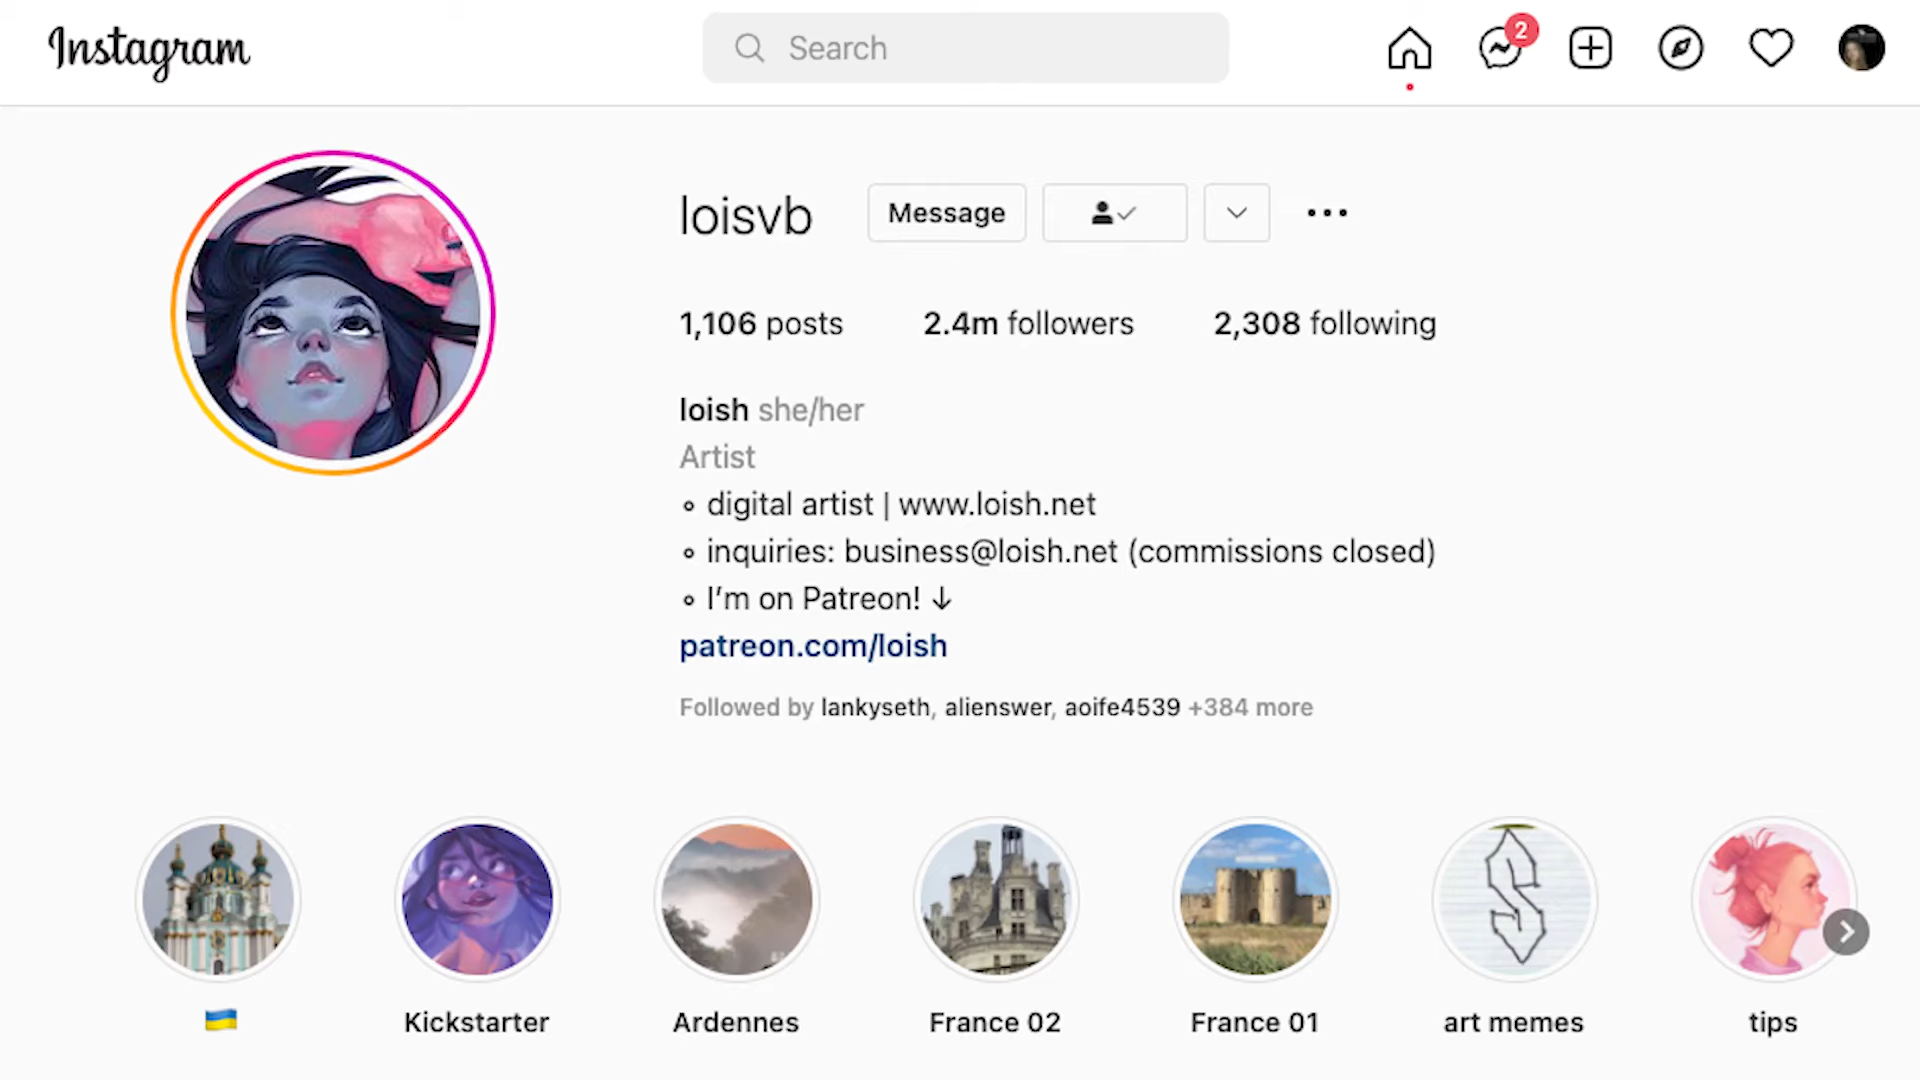 Instagram
Search
2
loisvb
Message
1,106 posts
2.4m followers
2,308 following
loish she/her
Artist
∘ digital artist | www.loish.net
∘ inquiries: business@loish.net (commissions closed)
∘ I’m on Patreon! ↓
patreon.com/loish
Followed by lankyseth, alienswer, aoife4539 +384 more
🇺🇦
Kickstarter
Ardennes
France 02
France 01
art memes
tips